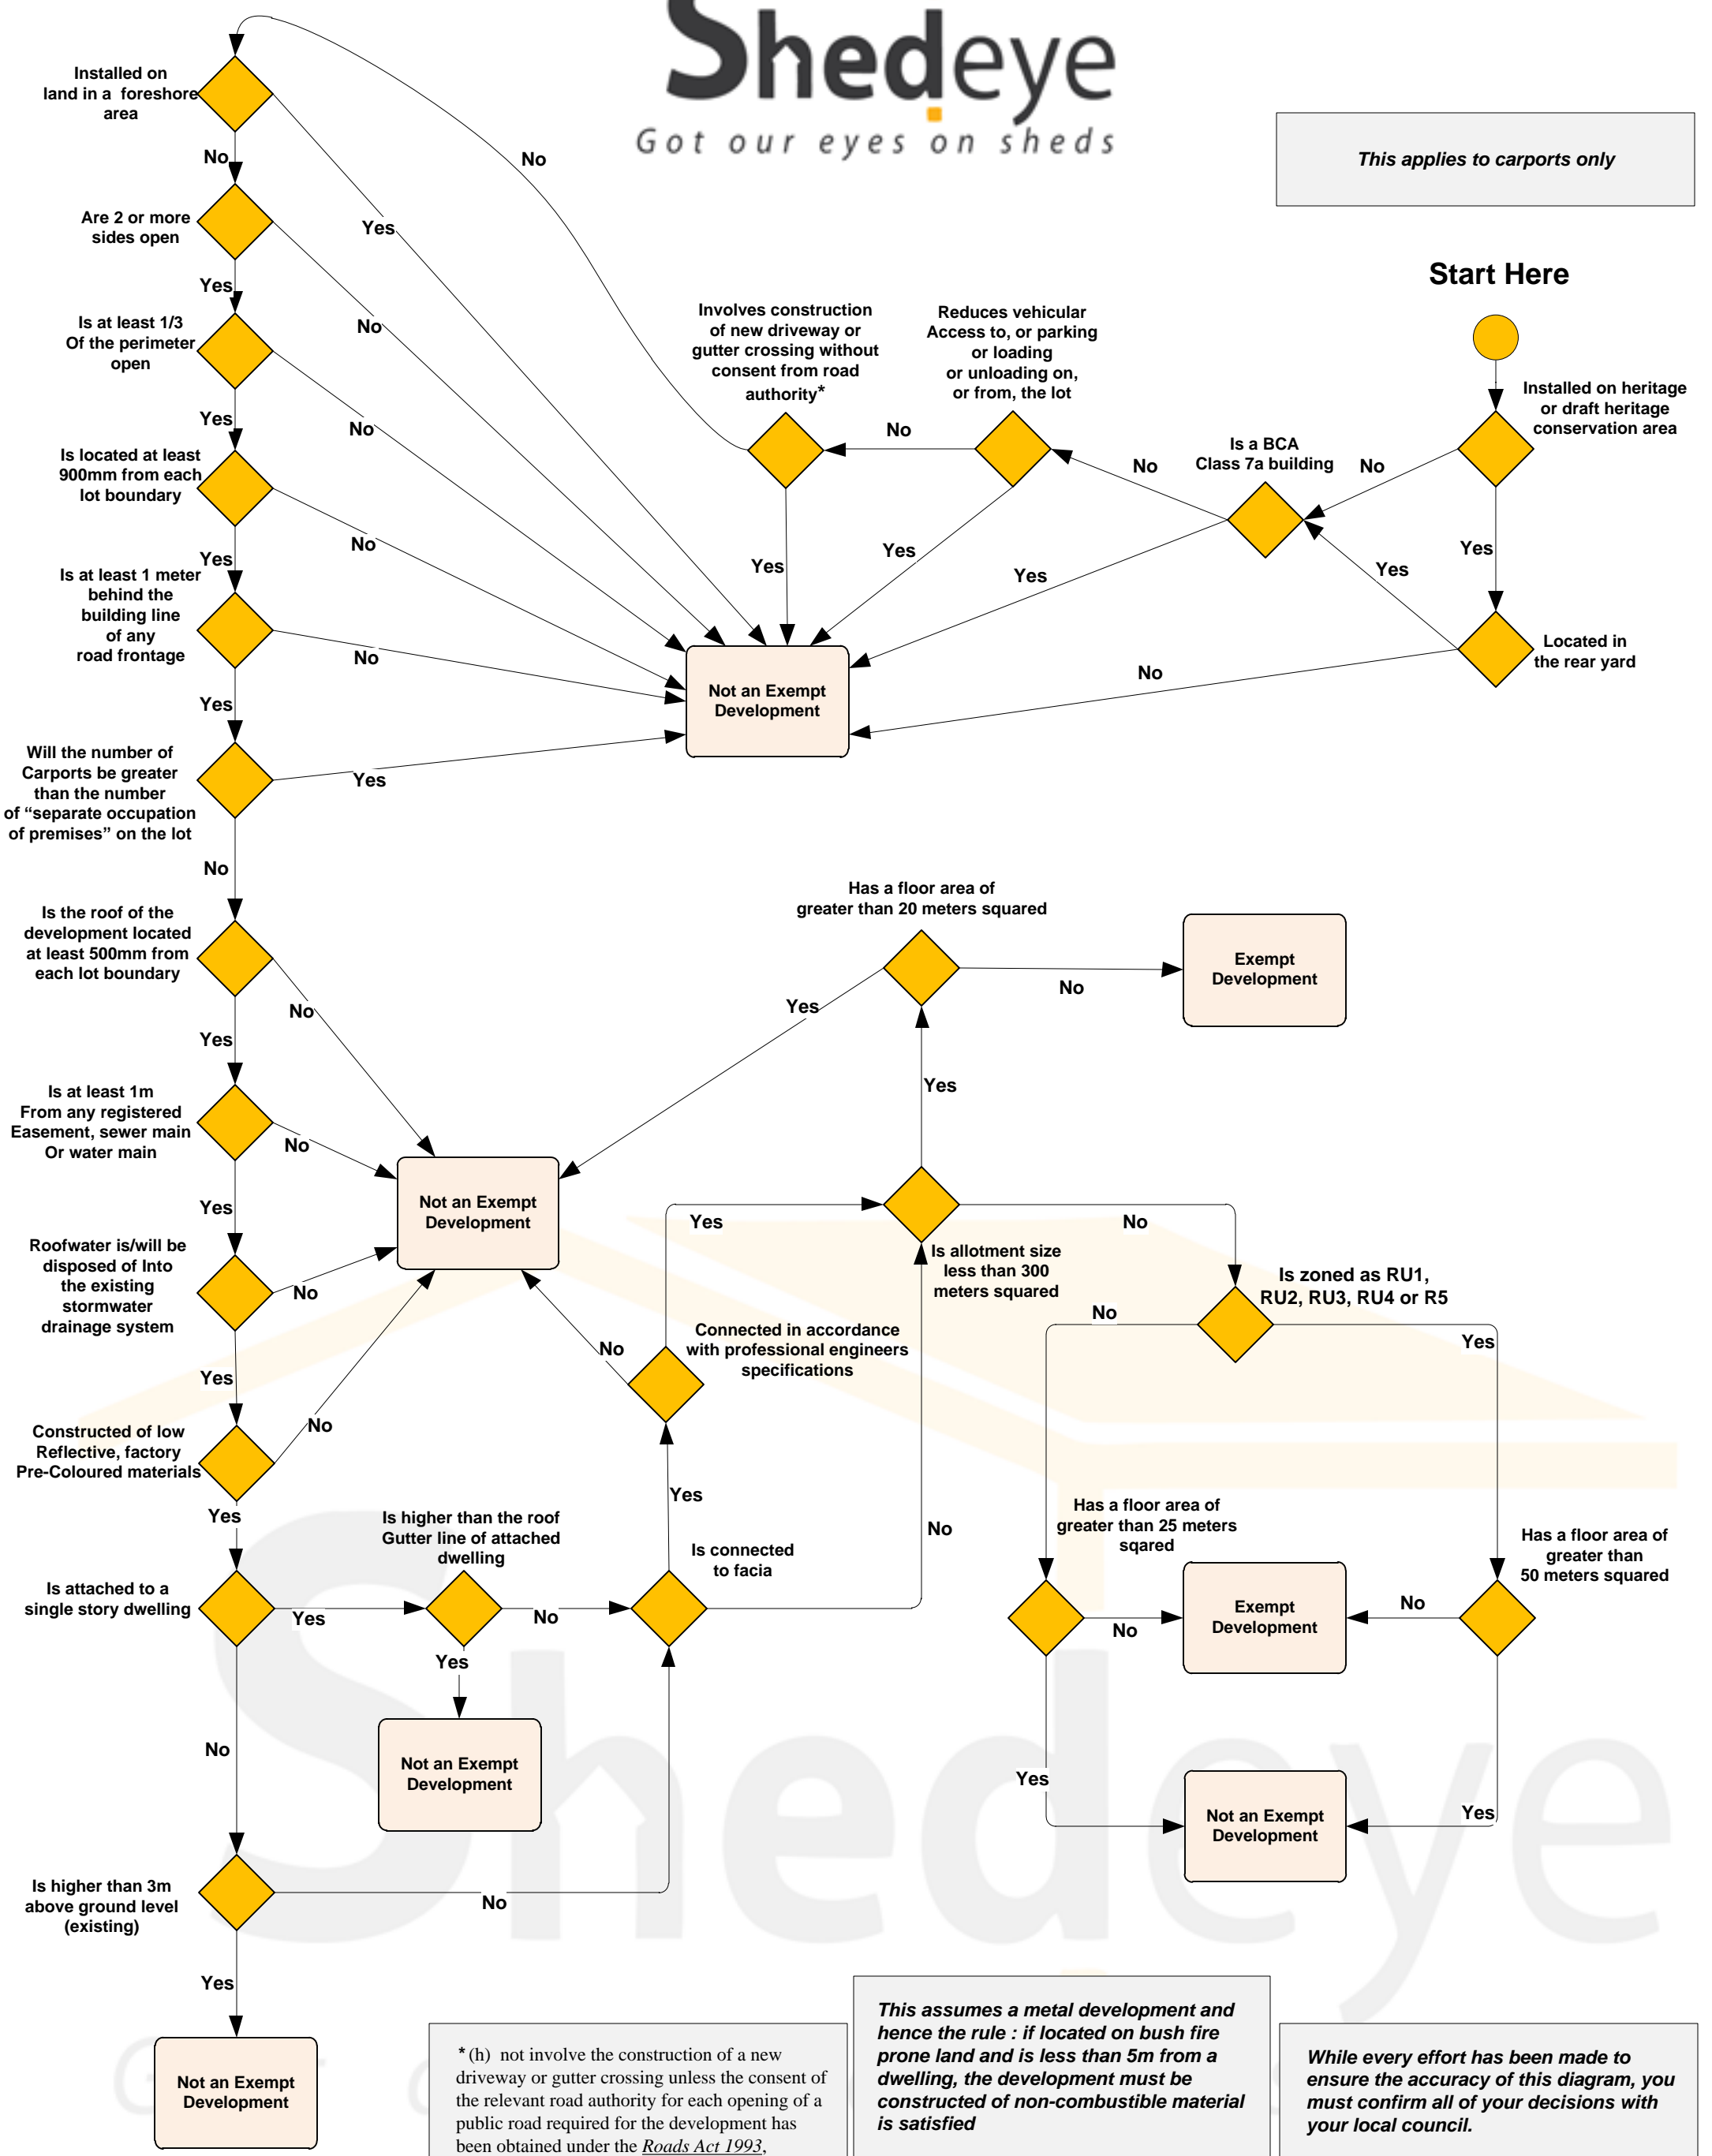 Shedeye
Got our eyes on sheds
This applies to carports only
Start Here
Installed on heritage
or draft heritage
conservation area
No
Yes
Located in
the rear yard
Yes
No
Is a BCA
Class 7a building
No
Yes
Reduces vehicular
Access to, or parking
or loading
or unloading on,
or from, the lot
No
Yes
Involves construction
of new driveway or
gutter crossing without
consent from road
authority*
No
Yes
Installed on
land in a foreshore
area
No
Yes
Are 2 or more
sides open
Yes
No
Is at least 1/3
Of the perimeter
open
Yes
No
Is located at least
900mm from each
lot boundary
Yes
No
Is at least 1 meter
behind the
building line
of any
road frontage
Yes
No
Not an Exempt
Development
Will the number of
Carports be greater
than the number
of “separate occupation
of premises” on the lot
Yes
No
Is the roof of the
development located
at least 500mm from
each lot boundary
No
Yes
Is at least 1m
From any registered
Easement, sewer main
Or water main
No
Yes
Roofwater is/will be
disposed of Into
the existing
stormwater
drainage system
No
Yes
Constructed of low
Reflective, factory
Pre-Coloured materials
No
Yes
Not an Exempt
Development
Is attached to a
single story dwelling
Yes
No
Is higher than the roof
Gutter line of attached
dwelling
No
Yes
Not an Exempt
Development
Is higher than 3m
above ground level
(existing)
No
Yes
Not an Exempt
Development
Is connected
to facia
Yes
No
Connected in accordance
with professional engineers
specifications
No
Yes
Is allotment size
less than 300
meters squared
Yes
No
Has a floor area of
greater than 20 meters squared
Yes
No
Exempt
Development
Is zoned as RU1,
RU2, RU3, RU4 or R5
No
Yes
Has a floor area of
greater than 25 meters
sqared
No
Yes
Has a floor area of
greater than
50 meters squared
No
Yes
Exempt
Development
Not an Exempt
Development
* (h) not involve the construction of a new
driveway or gutter crossing unless the consent of
the relevant road authority for each opening of a
public road required for the development has
been obtained under the Roads Act 1993,
This assumes a metal development and
hence the rule : if located on bush fire
prone land and is less than 5m from a
dwelling, the development must be
constructed of non-combustible material
is satisfied
While every effort has been made to
ensure the accuracy of this diagram, you
must confirm all of your decisions with
your local council.
Shedeye